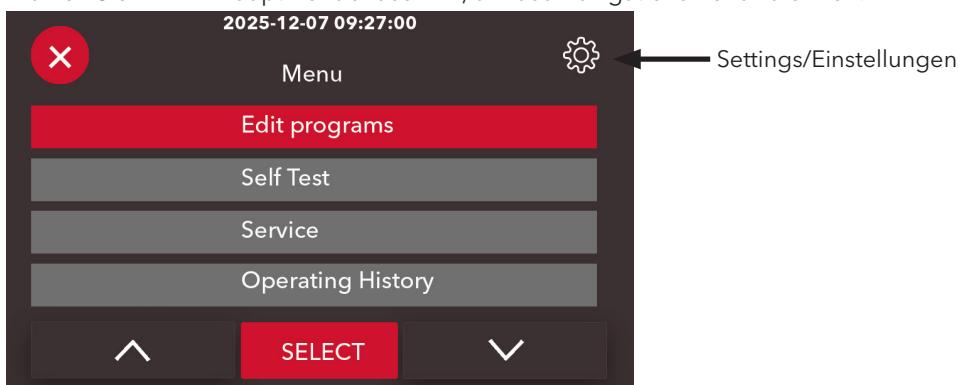 2025-12-07 09:27:00
Menu
Settings/Einstellungen
Edit programs
Self Test
Service
Operating History
SELECT